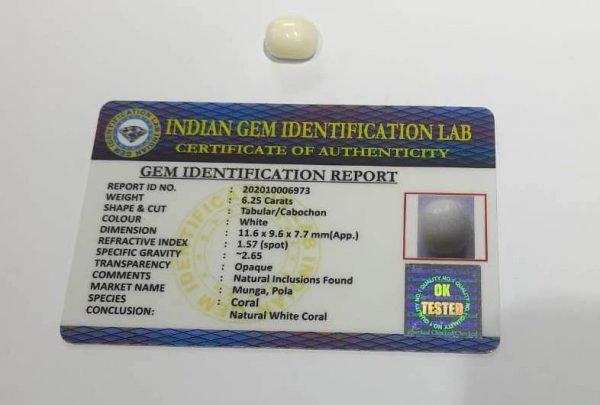 INDIAN GEM IDENTIFICATION LAB
CERTIFICATE OF AUTHENTICITY
GEM IDENTIFICATION REPORT
REPORT ID NO. : 202010006973
WEIGHT : 6.25 Carats
SHAPE & CUT : Tabular/Cabochon
COLOUR : White
DIMENSION : 11.6 x 9.6 x 7.7 mm(App.)
REFRACTIVE INDEX : 1.57 (spot)
SPECIFIC GRAVITY : ~2.65
TRANSPARENCY : Opaque
COMMENTS : Natural Inclusions Found
MARKET NAME : Munga, Pola
SPECIES : Coral
CONCLUSION: Natural White Coral
OK
TESTED